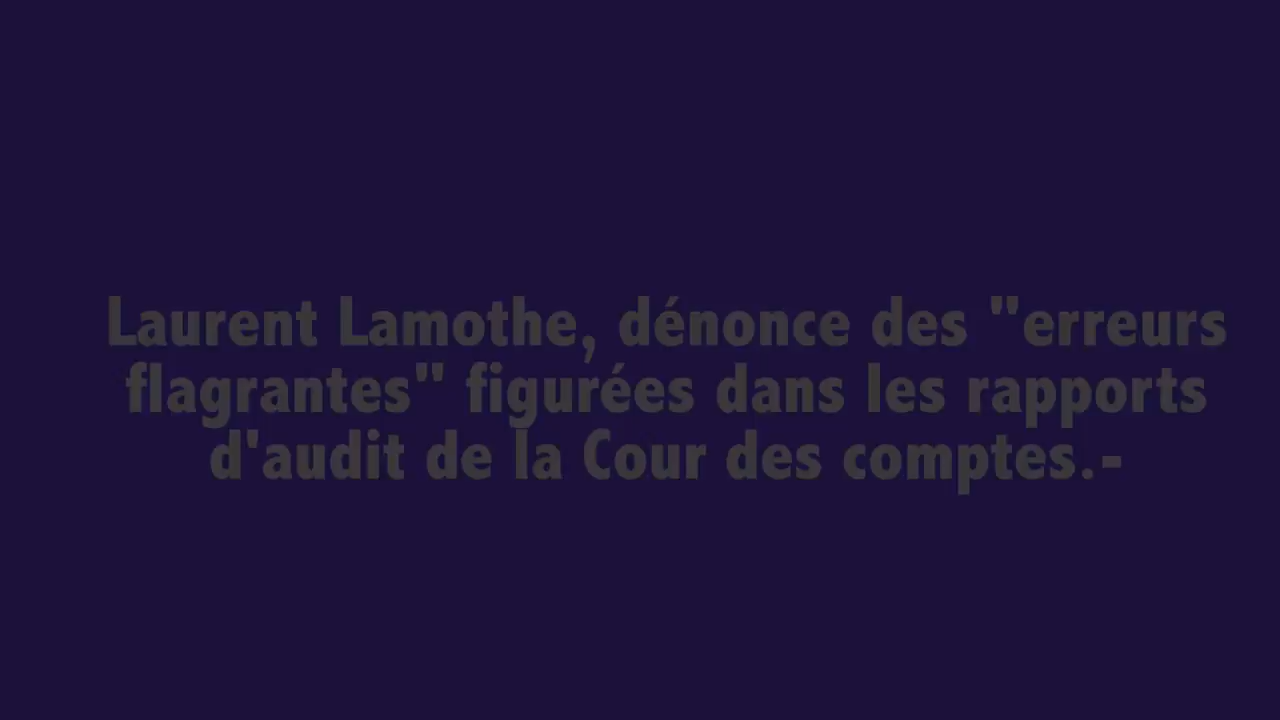 Laurent Lamothe, dénonce des "erreurs
flagrantes" figurées dans les rapports
d'audit de la Cour des comptes.-